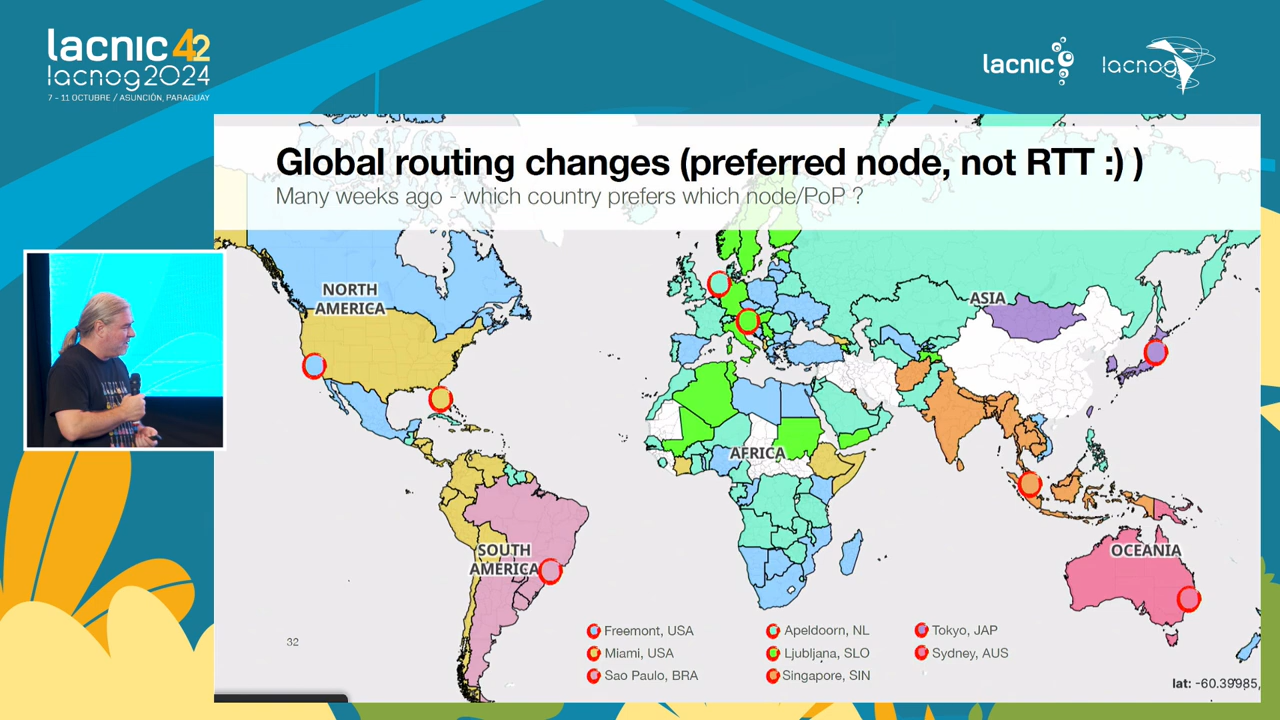 lacnic 42
lacnog2024
7 - 11 OCTUBRE / ASUNCIÓN, PARAGUAY
lacnic
lacnog
Global routing changes (preferred node, not RTT :) )
Many weeks ago - which country prefers which node/PoP ?
NORTH
AMERICA
ASIA
AFRICA
SOUTH
AMERICA
OCEANIA
Freemont, USA
Miami, USA
Sao Paulo, BRA
Apeldoorn, NL
Ljubljana, SLO
Singapore, SIN
Tokyo, JAP
Sydney, AUS
32
lat: -60.39985,